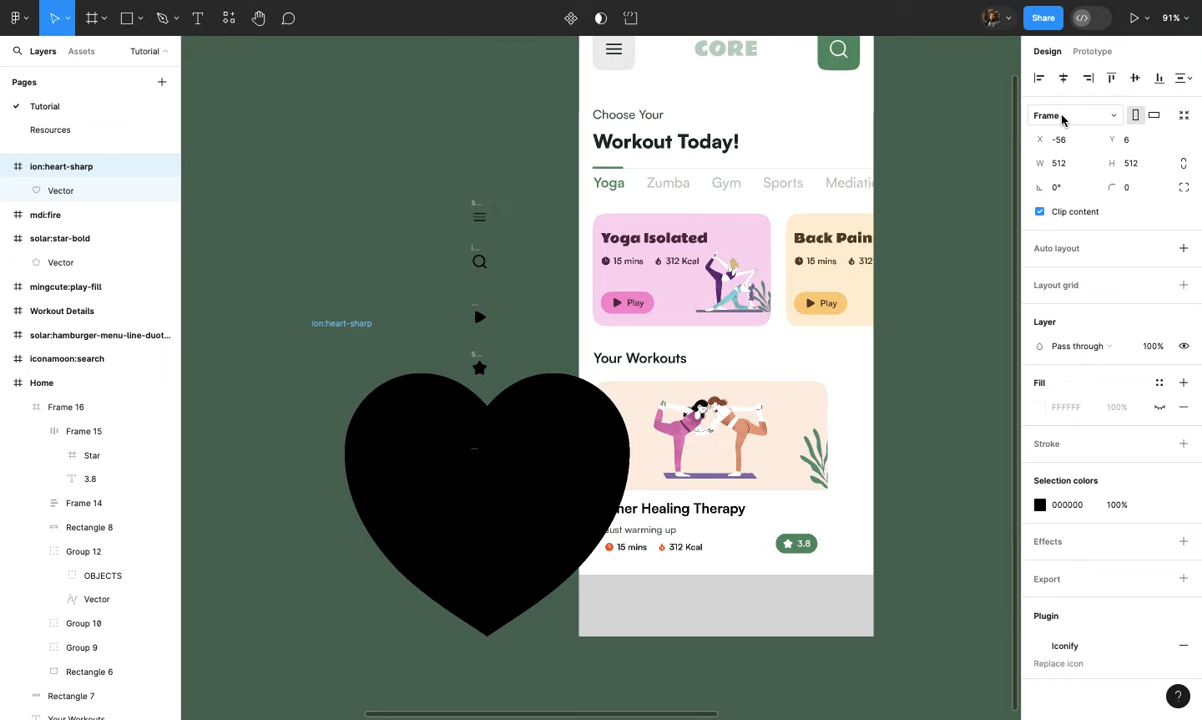 Share
91%
Layers
Assets
Tutorial
Pages
Tutorial
Resources
ion:heart-sharp
Vector
mdi:fire
solar:star-bold
Vector
mingcute:play-fill
Workout Details
solar:hamburger-menu-line-duot...
iconamoon:search
Home
Frame 16
Frame 15
Star
3.8
Frame 14
Rectangle 8
Group 12
OBJECTS
Vector
Group 10
Group 9
Rectangle 6
Rectangle 7
Your Workouts
s...
i...
...
s...
...
ion:heart-sharp
CORE
Choose Your
Workout Today!
Yoga Zumba Gym Sports Mediatic
Yoga Isolated
15 mins 312 Kcal
Play
Back Pain
15 mins 312
Play
Your Workouts
ner Healing Therapy
Just warming up
15 mins 312 Kcal
3.8
Design
Prototype
Frame
X -56 Y 6
W 512 H 512
0° 0
Clip content
Auto layout
Layout grid
Layer
Pass through 100%
Fill
FFFFFF 100%
Stroke
Selection colors
000000 100%
Effects
Export
Plugin
Iconify
Replace icon
?